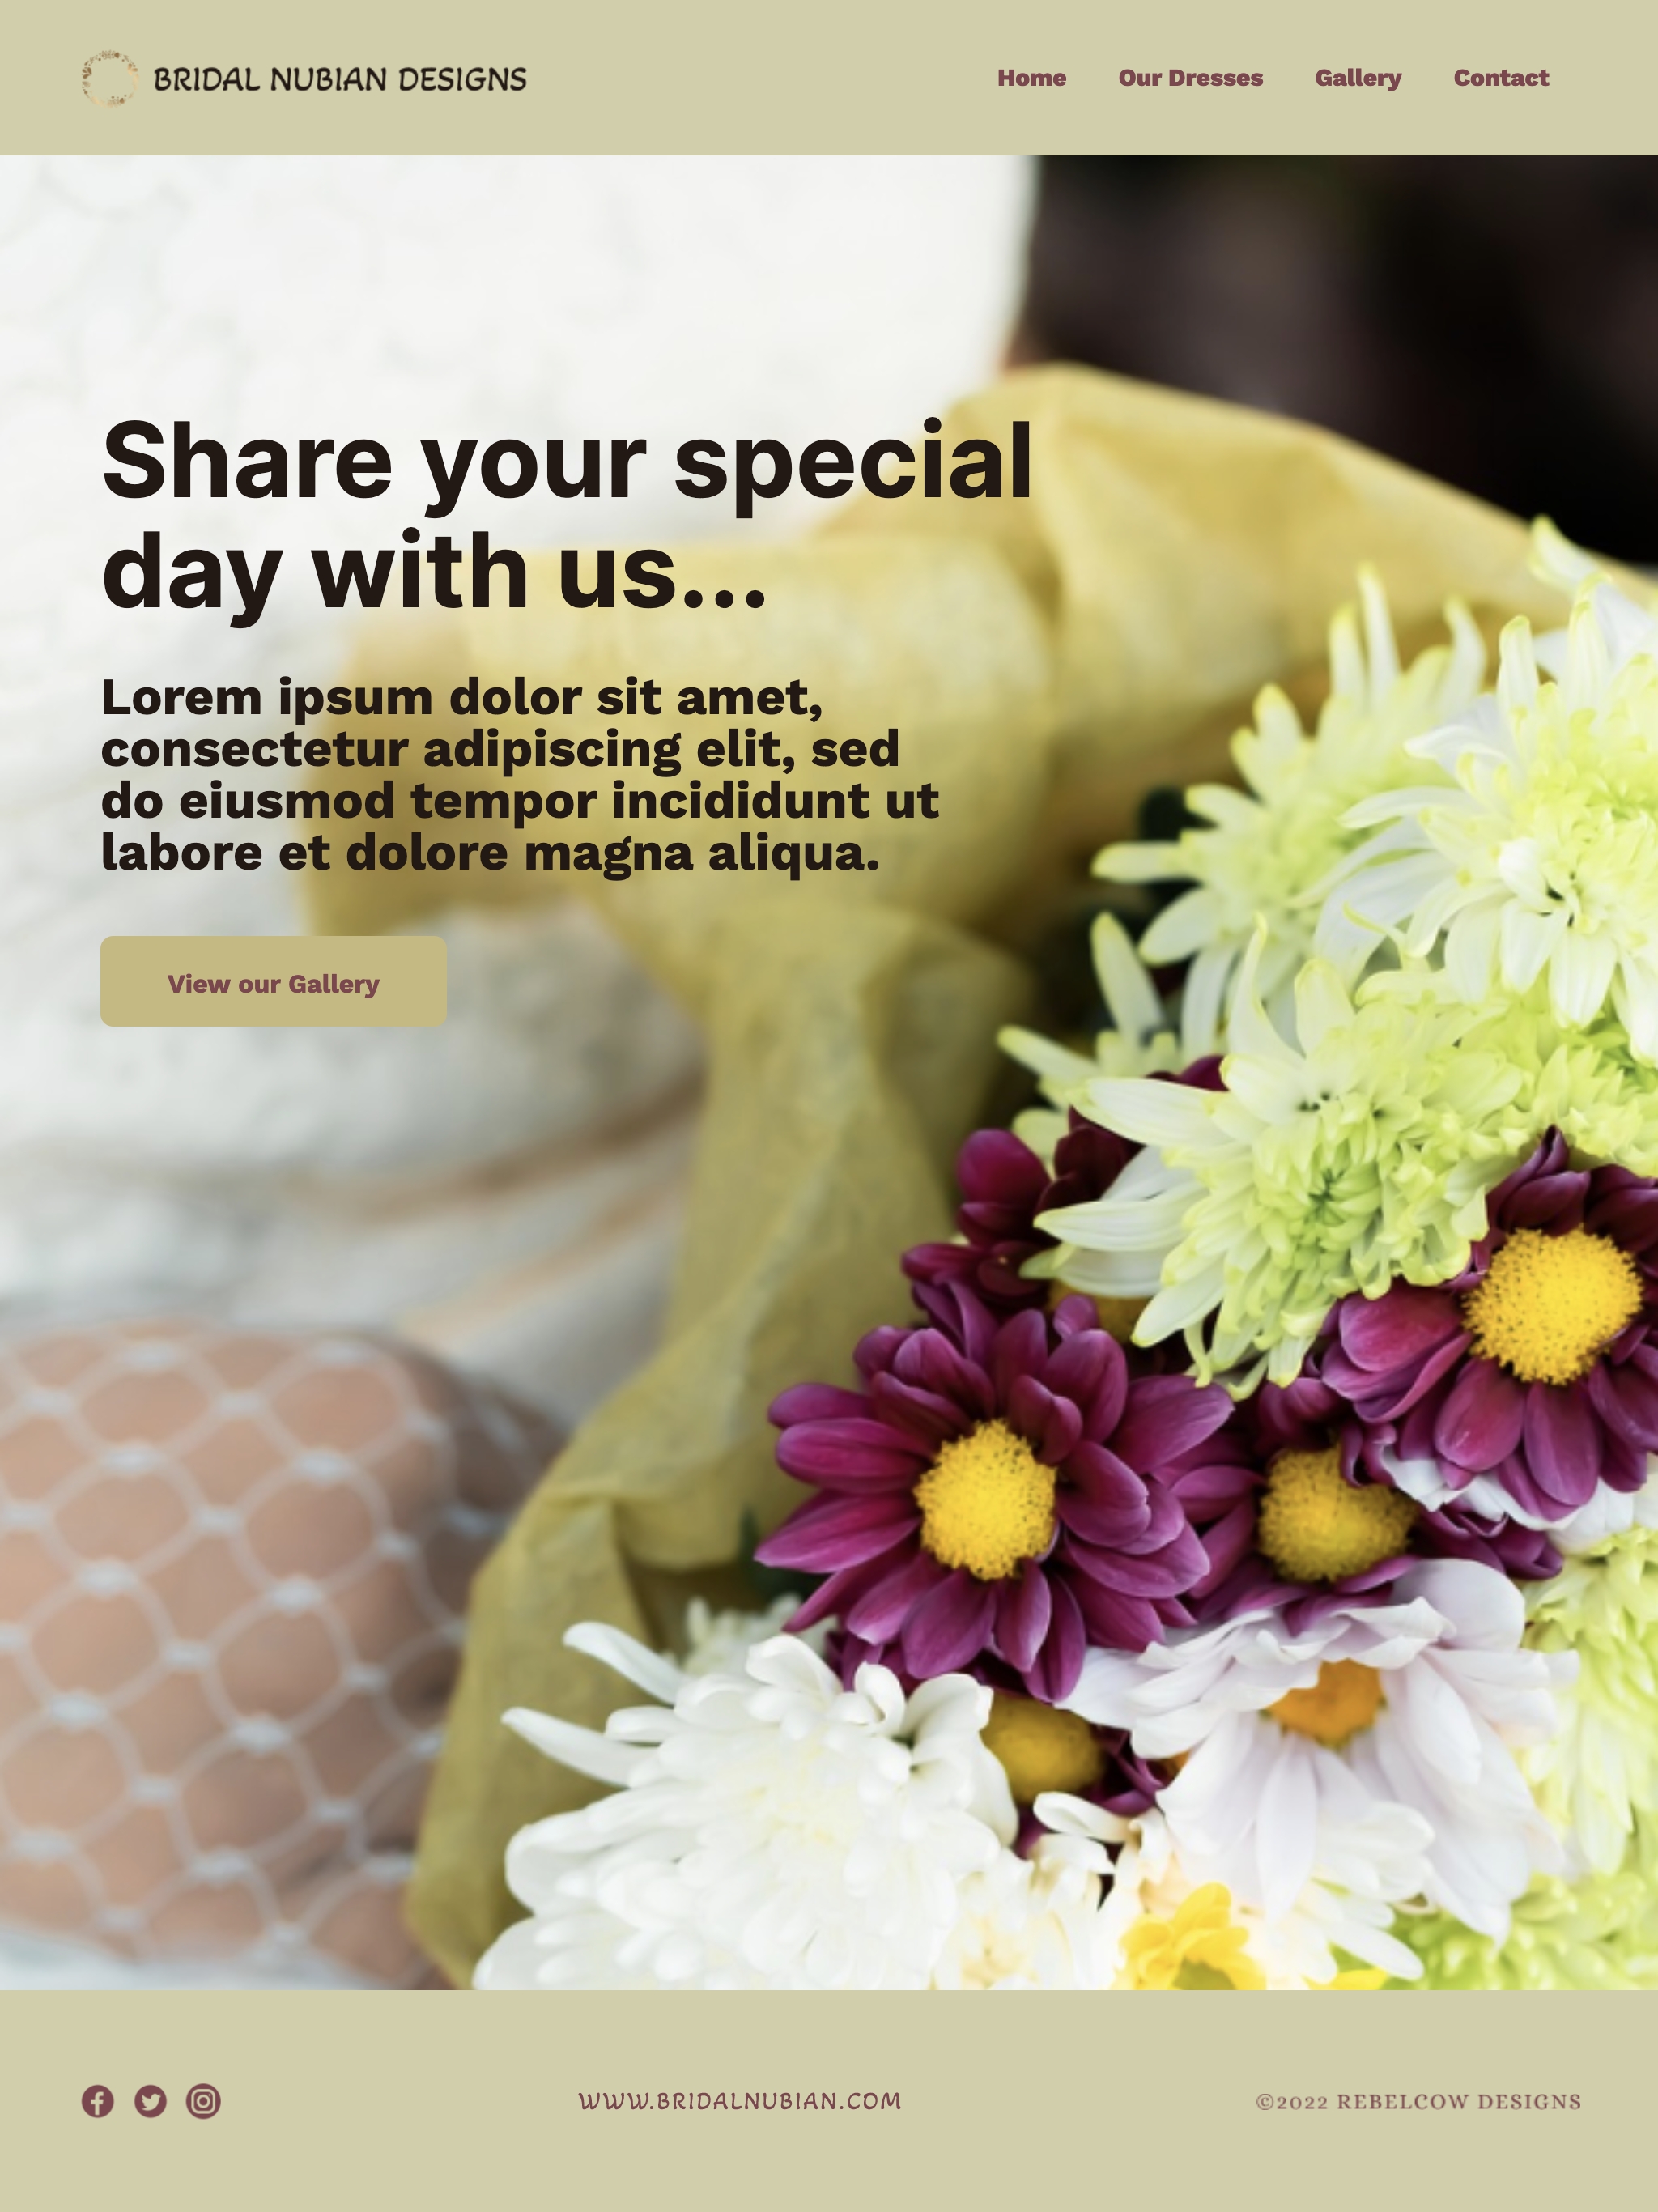 BRIDAL NUBIAN DESIGNS
Home Our Dresses Gallery Contact
Share your special
day with us...
Lorem ipsum dolor sit amet,
consectetur adipiscing elit, sed
do eiusmod tempor incididunt ut
labore et dolore magna aliqua.
View our Gallery
WWW.BRIDALNUBIAN.COM
©2022 REBELCOW DESIGNS